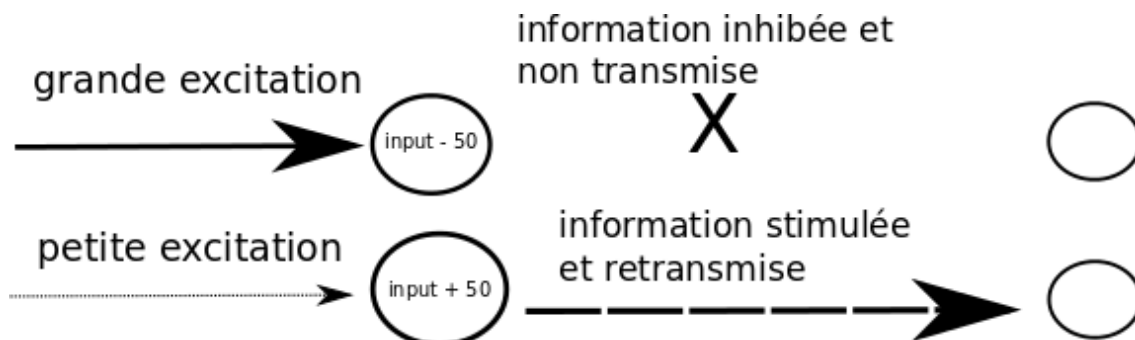 information inhibée et
non transmise
grande excitation
input - 50
X
information stimulée
et retransmise
petite excitation
input + 50